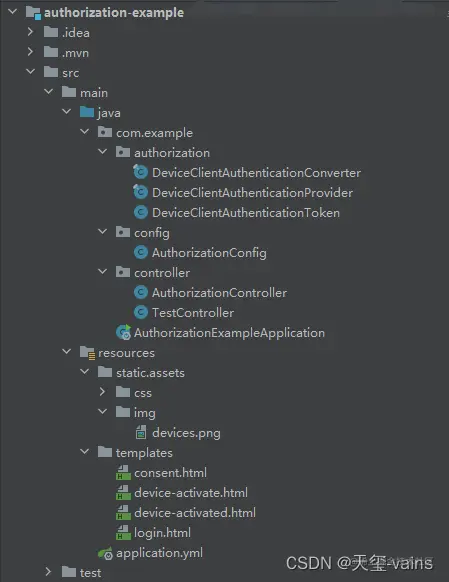 authorization-example
.idea
.mvn
src
main
java
com.example
authorization
DeviceClientAuthenticationConverter
DeviceClientAuthenticationProvider
DeviceClientAuthenticationToken
config
AuthorizationConfig
controller
AuthorizationController
TestController
AuthorizationExampleApplication
resources
static.assets
css
img
devices.png
templates
consent.html
device-activate.html
device-activated.html
login.html
application.yml
test
CSDN @天玺-vains